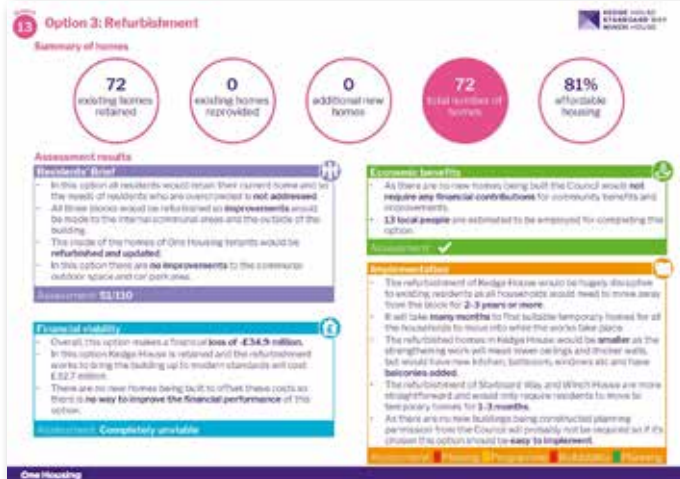 13 Option 3: Refurbishment
KEDGE HOUSE
STARBOARD WAY
WINCH HOUSE
Summary of homes
72
existing homes
retained
0
existing homes
reprovided
0
additional new
homes
72
total number of
homes
81%
affordable
housing
Assessment results
Residents' Brief
- In this option all residents would retain their current home and so
the needs of residents who are overcrowded is not addressed.
- All three blocks would be refurbished so improvements would
be made to the internal communal areas and the outside of the
building.
- The inside of the homes of One Housing tenants would be
refurbished and updated.
- In this option there are no improvements to the communal
outdoor space and car park area.
Assessment: 51/110
Financial viability
- Overall, this option makes a financial loss of -£34.9 million.
- In this option Kedge House is retained and the refurbishment
works to bring the building up to modern standards will cost
£32.7 million.
- There are no new homes being built to offset these costs so
there is no way to improve the financial performance of this
option.
Assessment: Completely unviable
Economic benefits
- As there are no new homes being built the Council would not
require any financial contributions for community benefits and
improvements.
- 13 local people are estimated to be employed for completing this
option.
Assessment: ✓
Implementation
- The refurbishment of Kedge House would be hugely disruptive
to existing residents as all households would need to move away
from the block for 2-3 years or more.
- It will take many months to find suitable temporary homes for all
the households to move into while the works take place.
- The refurbished homes in Kedge House would be smaller as the
strengthening work will mean lower ceilings and thicker walls,
but would have new kitchen, bathroom, windows etc and have
balconies added.
- The refurbishment of Starboard Way and Winch House are more
straightforward and would only require residents to move to
temporary homes for 1-3 months.
- As there are no new buildings being constructed planning
permission from the Council will probably not be required so if it's
chosen this option should be easy to implement.
Assessment: Phasing Programme Buildability Planning
One Housing